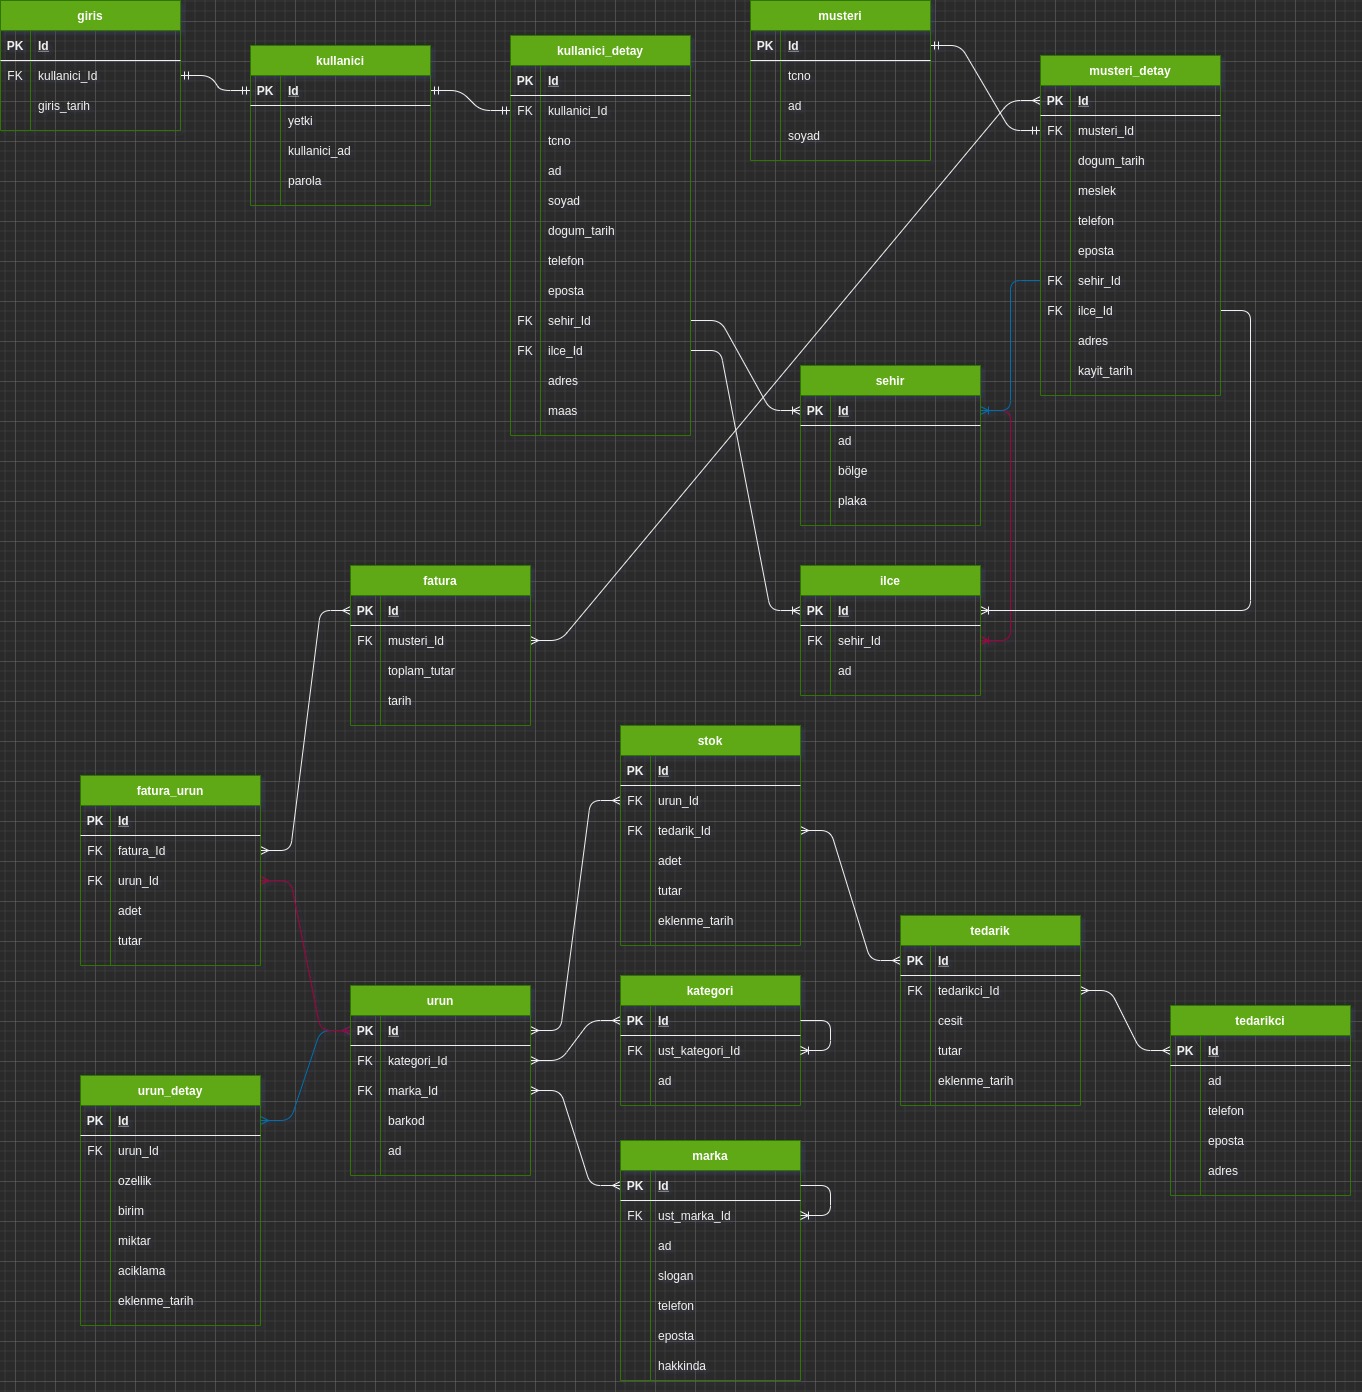 giris
PK Id
FK kullanici_Id
giris_tarih
kullanici
PK Id
yetki
kullanici_ad
parola
kullanici_detay
PK Id
FK kullanici_Id
tcno
ad
soyad
dogum_tarih
telefon
eposta
FK sehir_Id
FK ilce_Id
adres
maas
musteri
PK Id
tcno
ad
soyad
musteri_detay
PK Id
FK musteri_Id
dogum_tarih
meslek
telefon
eposta
FK sehir_Id
FK ilce_Id
adres
kayit_tarih
sehir
PK Id
ad
bölge
plaka
fatura
PK Id
FK musteri_Id
toplam_tutar
tarih
ilce
PK Id
FK sehir_Id
ad
stok
PK Id
FK urun_Id
FK tedarik_Id
adet
tutar
eklenme_tarih
fatura_urun
PK Id
FK fatura_Id
FK urun_Id
adet
tutar
tedarik
PK Id
FK tedarikci_Id
cesit
tutar
eklenme_tarih
urun
PK Id
FK kategori_Id
FK marka_Id
barkod
ad
kategori
PK Id
FK ust_kategori_Id
ad
tedarikci
PK Id
ad
telefon
eposta
adres
urun_detay
PK Id
FK urun_Id
ozellik
birim
miktar
aciklama
eklenme_tarih
marka
PK Id
FK ust_marka_Id
ad
slogan
telefon
eposta
hakkinda